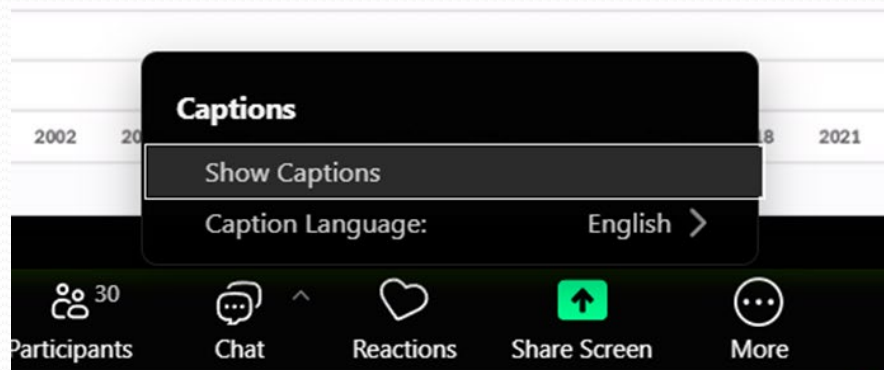 Captions
2002 20 18 2021
Show Captions
Caption Language: English
30
Participants Chat Reactions Share Screen More